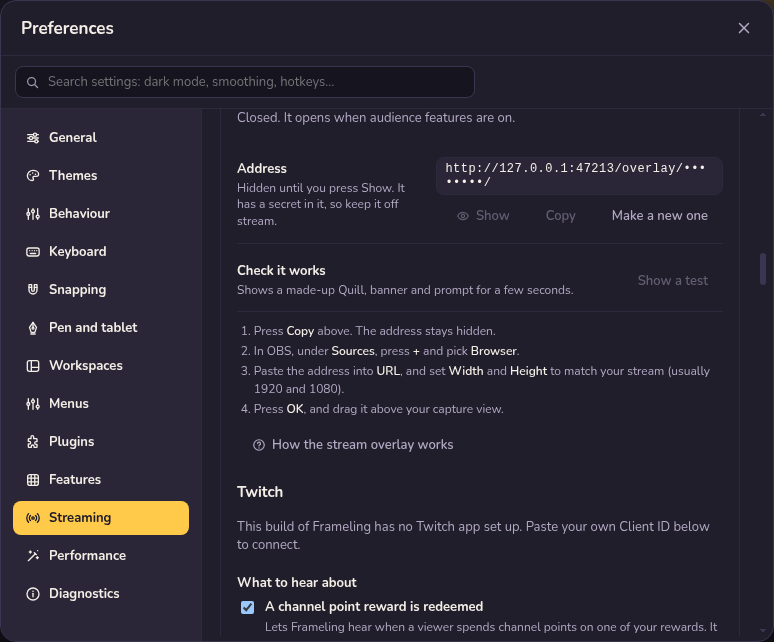 Preferences
Search settings: dark mode, smoothing, hotkeys...
General
Themes
Behaviour
Keyboard
Snapping
Pen and tablet
Workspaces
Menus
Plugins
Features
Streaming
Performance
Diagnostics
Closed. It opens when audience features are on.
Address
Hidden until you press Show. It
has a secret in it, so keep it off
stream.
http://127.0.0.1:47213/overlay/•••
•••••/
Show
Copy
Make a new one
Check it works
Shows a made-up Quill, banner and prompt for a few seconds.
Show a test
1. Press Copy above. The address stays hidden.
2. In OBS, under Sources, press + and pick Browser.
3. Paste the address into URL, and set Width and Height to match your stream (usually
1920 and 1080).
4. Press OK, and drag it above your capture view.
How the stream overlay works
Twitch
This build of Frameling has no Twitch app set up. Paste your own Client ID below
to connect.
What to hear about
A channel point reward is redeemed
Lets Frameling hear when a viewer spends channel points on one of your rewards. It